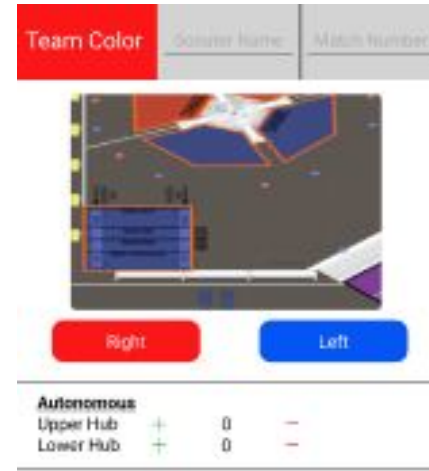 Team Color
Scouter Name
Match Number
Right
Left
Autonomous
Upper Hub + 0 −
Lower Hub + 0 −